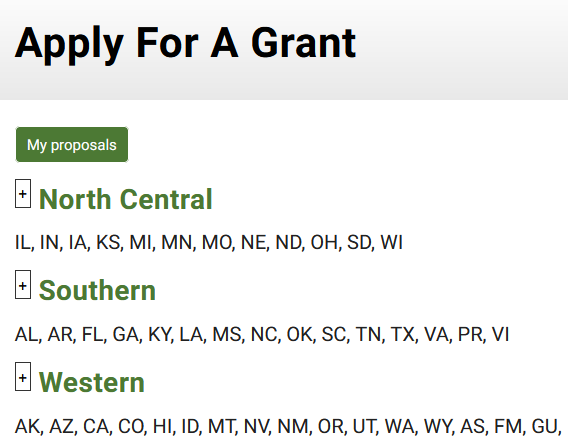 Apply For A Grant
My proposals
+ North Central
IL, IN, IA, KS, MI, MN, MO, NE, ND, OH, SD, WI
+ Southern
AL, AR, FL, GA, KY, LA, MS, NC, OK, SC, TN, TX, VA, PR, VI
+ Western
AK, AZ, CA, CO, HI, ID, MT, NV, NM, OR, UT, WA, WY, AS, FM, GU,